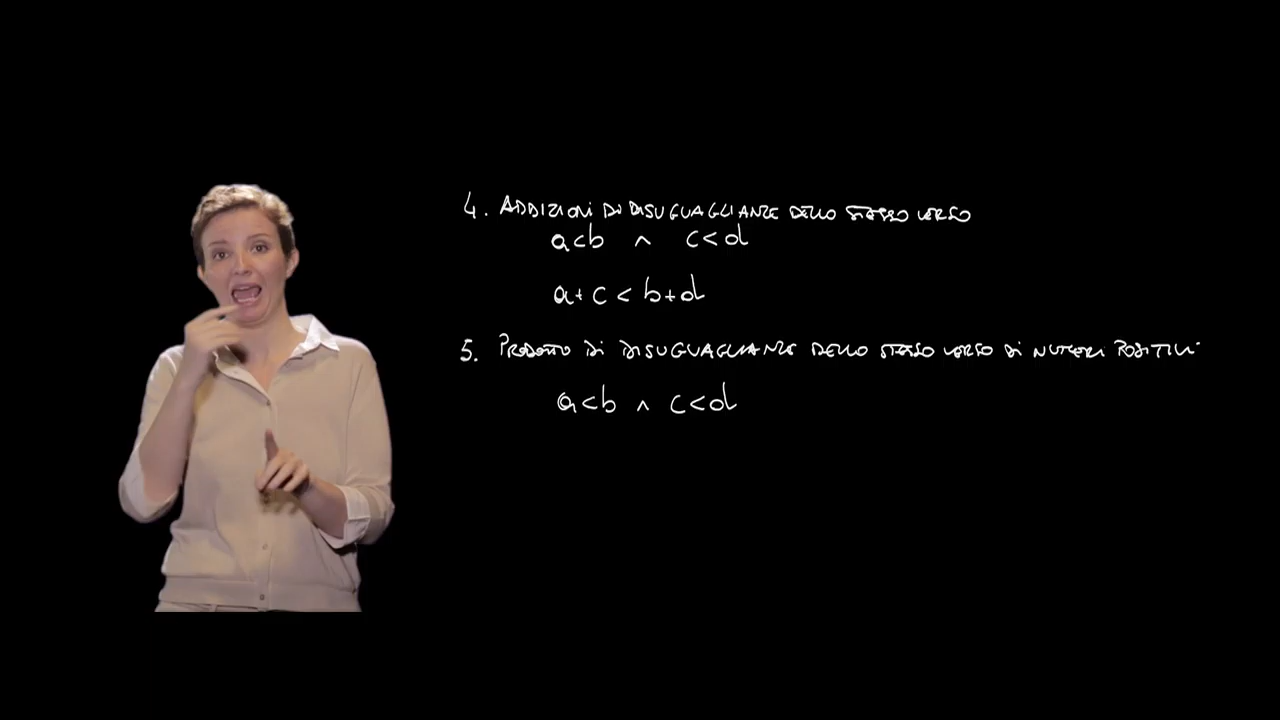 4. ADDIZIONI DI DISUGUAGLIANZE DELLO STESSO VERSO
a<b ∧ c<d
a+c < b+d
5. PRODOTTO DI DISUGUAGLIANZE DELLO STESSO VERSO DI NUMERI POSITIVI
a<b ∧ c<d